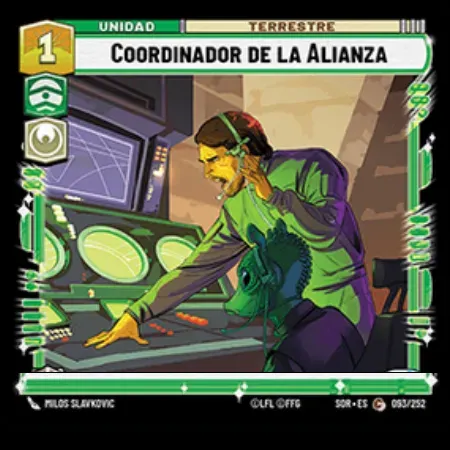 UNIDAD TERRESTRE
1 COORDINADOR DE LA ALIANZA
MILOS SLAVKOVIC ©LFL ©FFG SOR • ES C 093/252